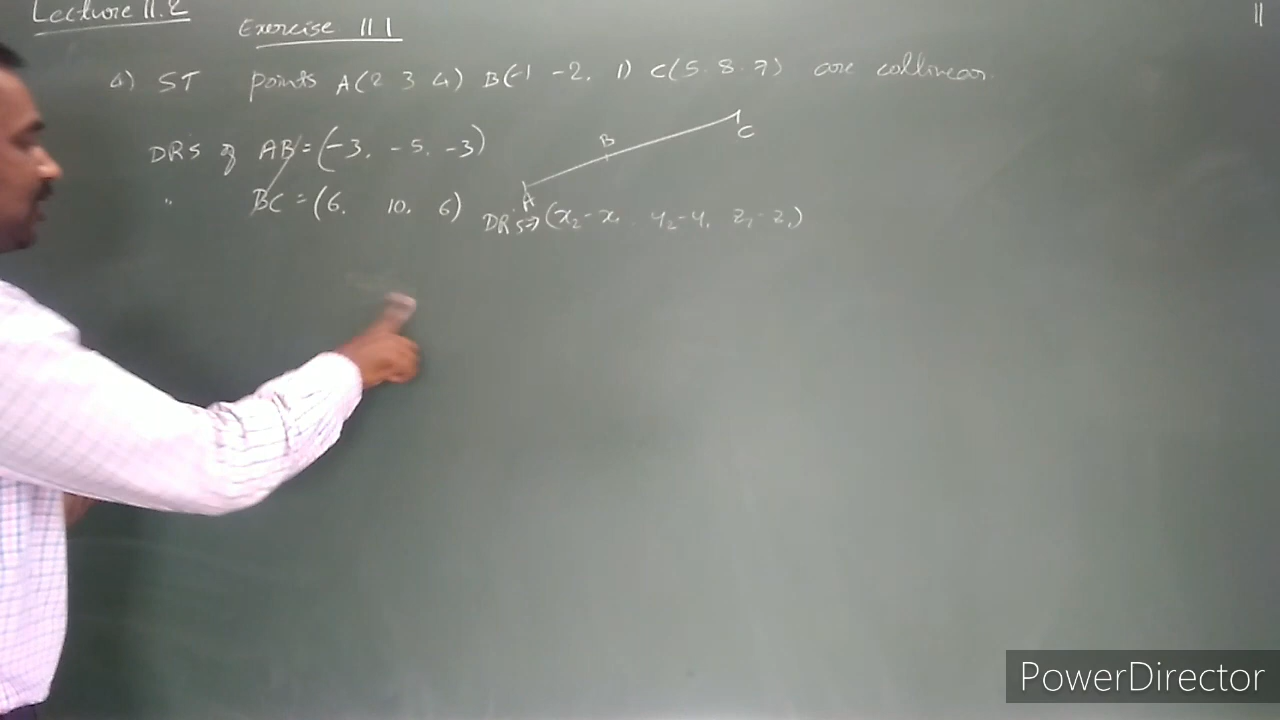 Lecture 11.2
11
Exercise 11 1
4) ST points A(2 3 4) B(-1 -2, 1) C(5. 8. 7) are collinear.
DR's of AB = (-3, -5, -3)
" BC = (6, 10, 6)
A B C
DR's → (x₂-x₁, y₂-y₁, z₂-z₁)
PowerDirector